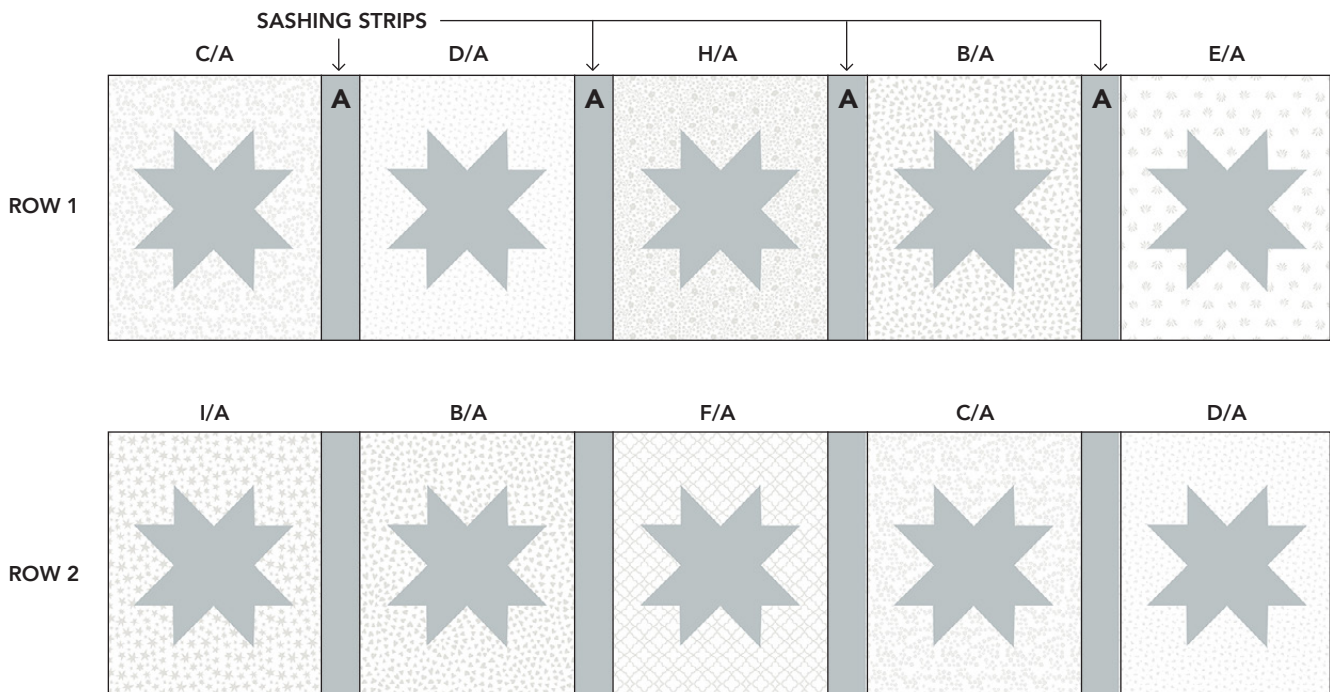 SASHING STRIPS
C/A D/A H/A B/A E/A
A A A A
ROW 1
I/A B/A F/A C/A D/A
ROW 2